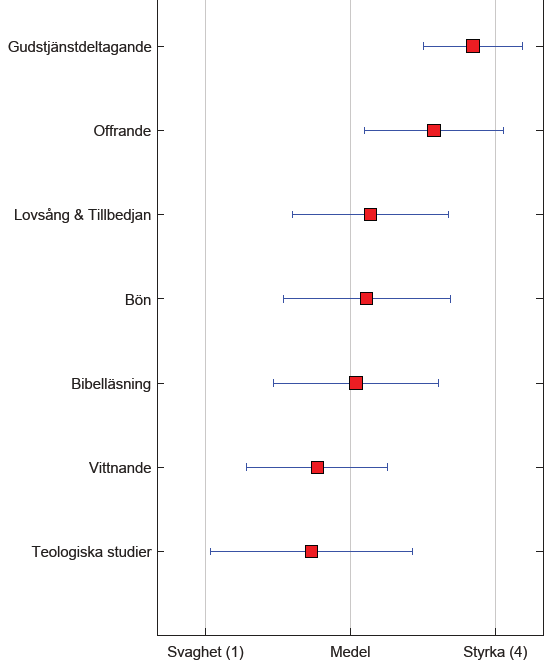 Gudstjänstdeltagande
Offrande
Lovsång & Tillbedjan
Bön
Bibelläsning
Vittnande
Teologiska studier
Svaghet (1) Medel Styrka (4)